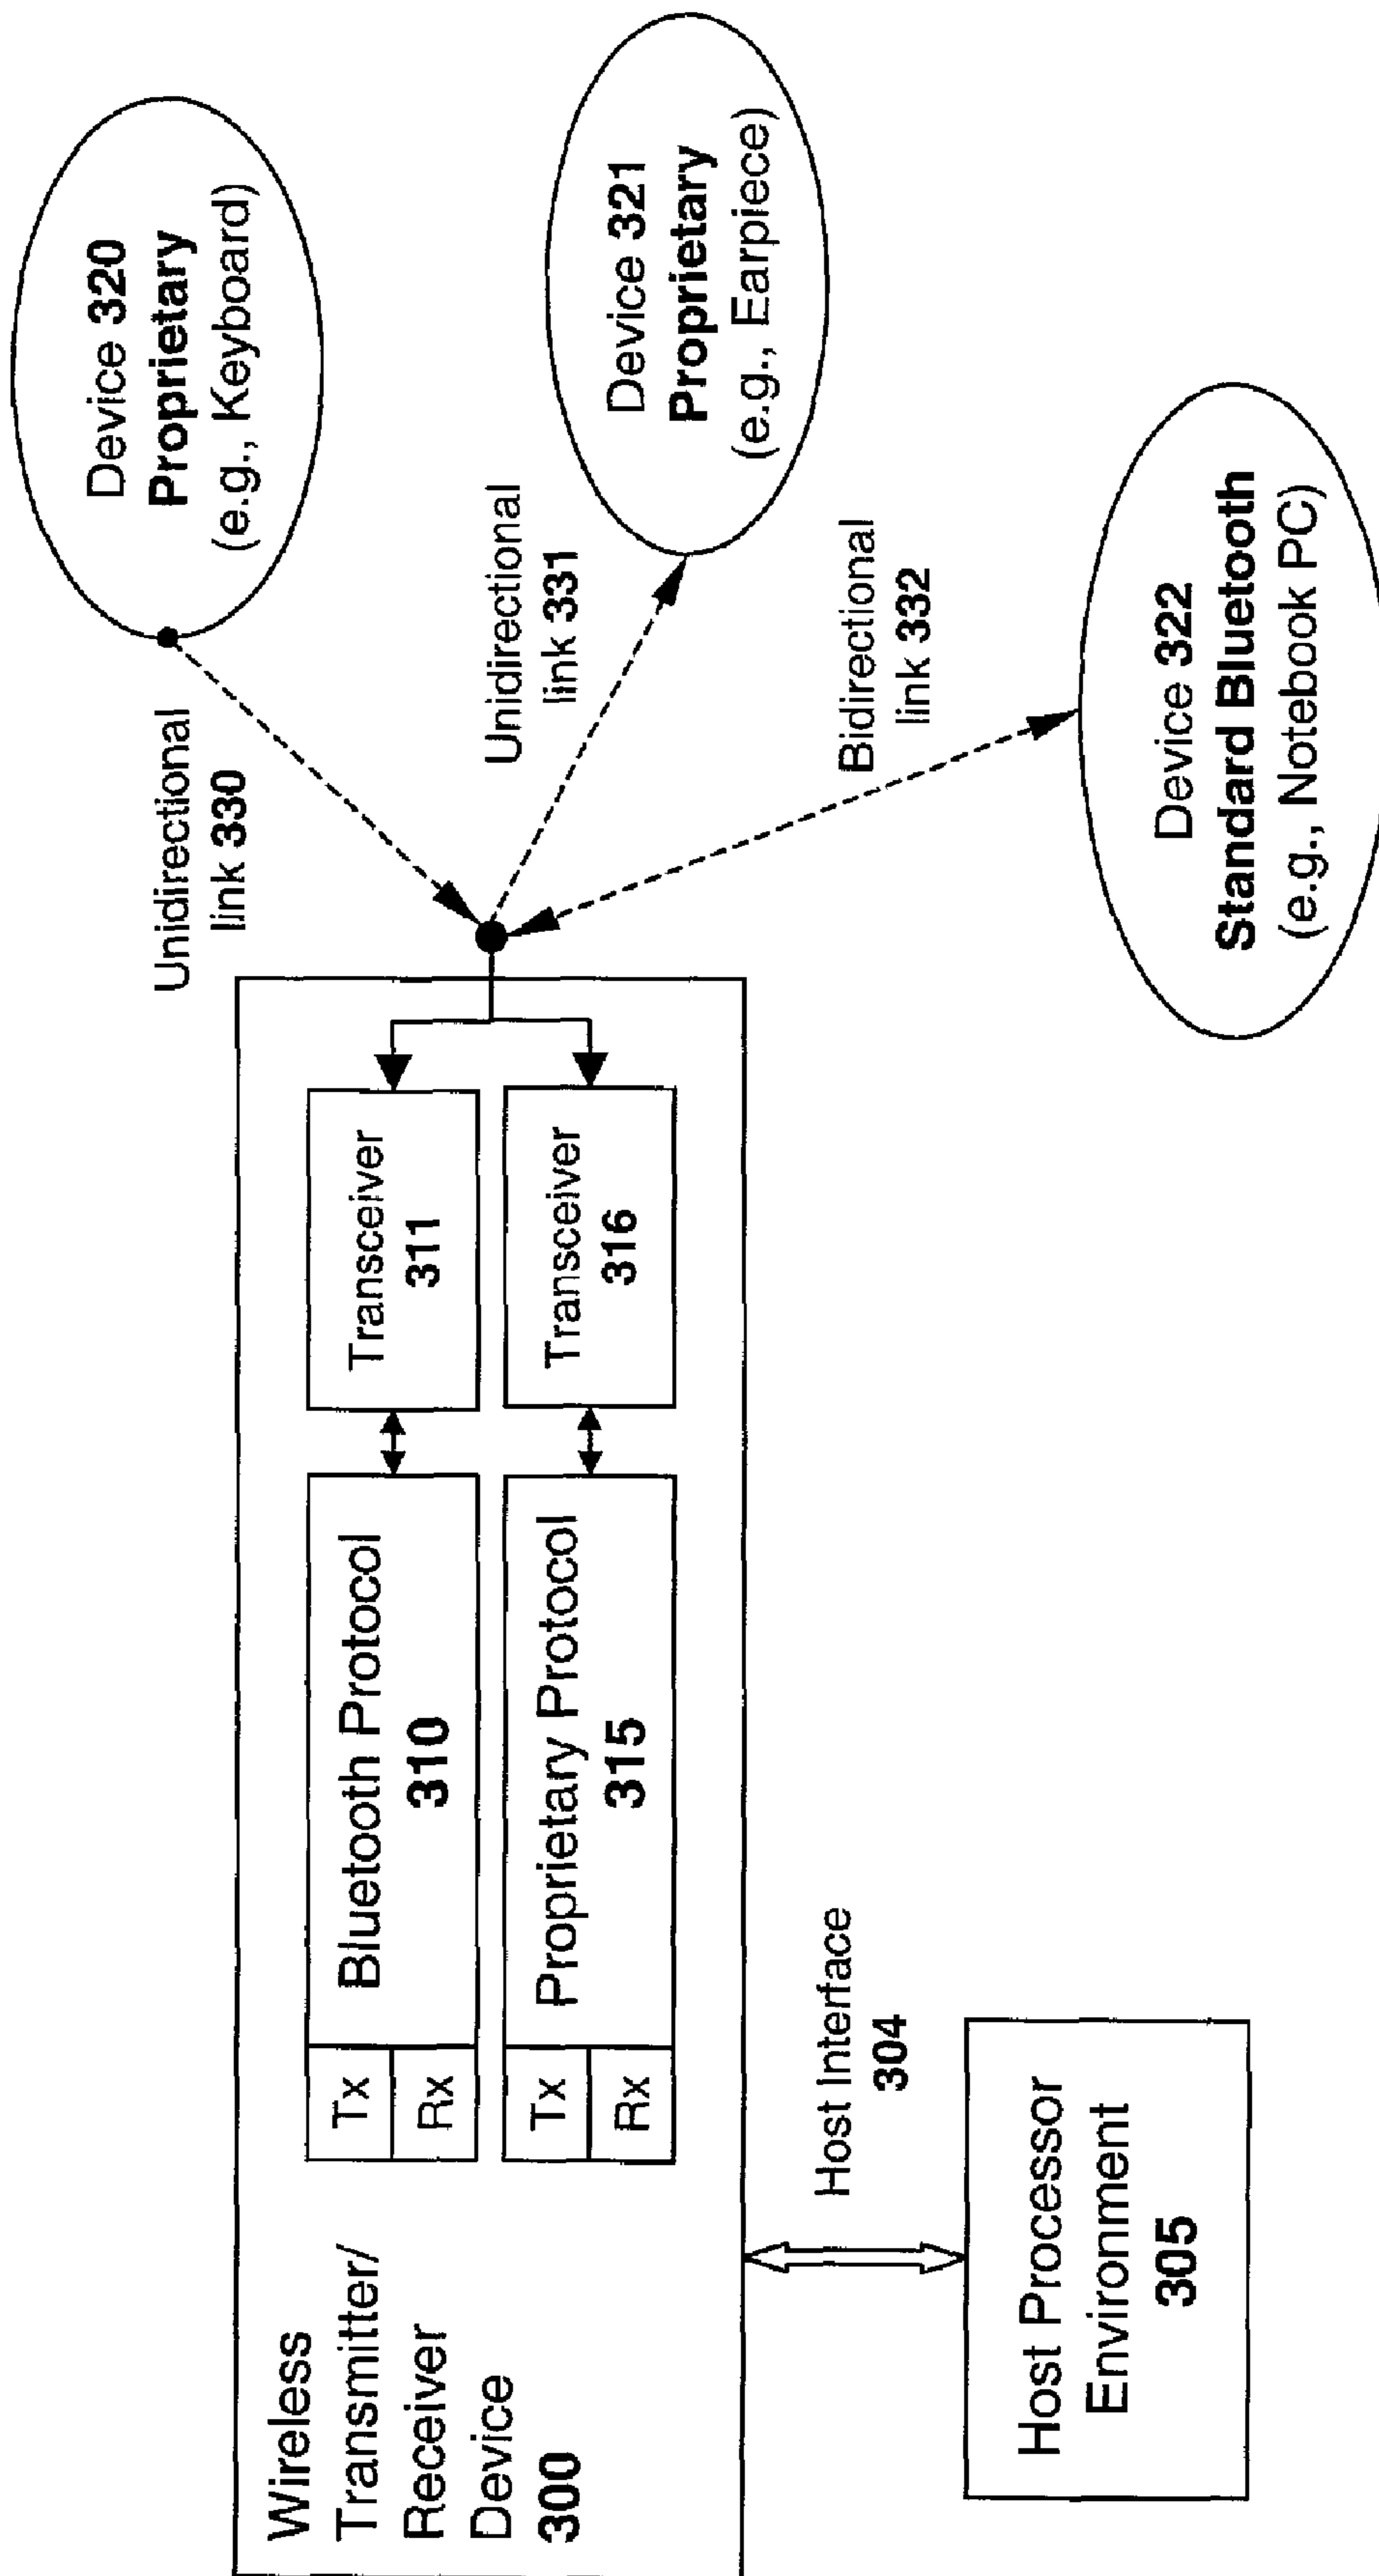 Wireless
Transmitter/
Receiver
Device
300
Tx
Rx
Bluetooth Protocol
310
Transceiver
311
Tx
Rx
Proprietary Protocol
315
Transceiver
316
Host Interface
304
Host Processor
Environment
305
Unidirectional
link 330
Unidirectional
link 331
Bidirectional
link 332
Device 320
Proprietary
(e.g., Keyboard)
Device 321
Proprietary
(e.g., Earpiece)
Device 322
Standard Bluetooth
(e.g., Notebook PC)